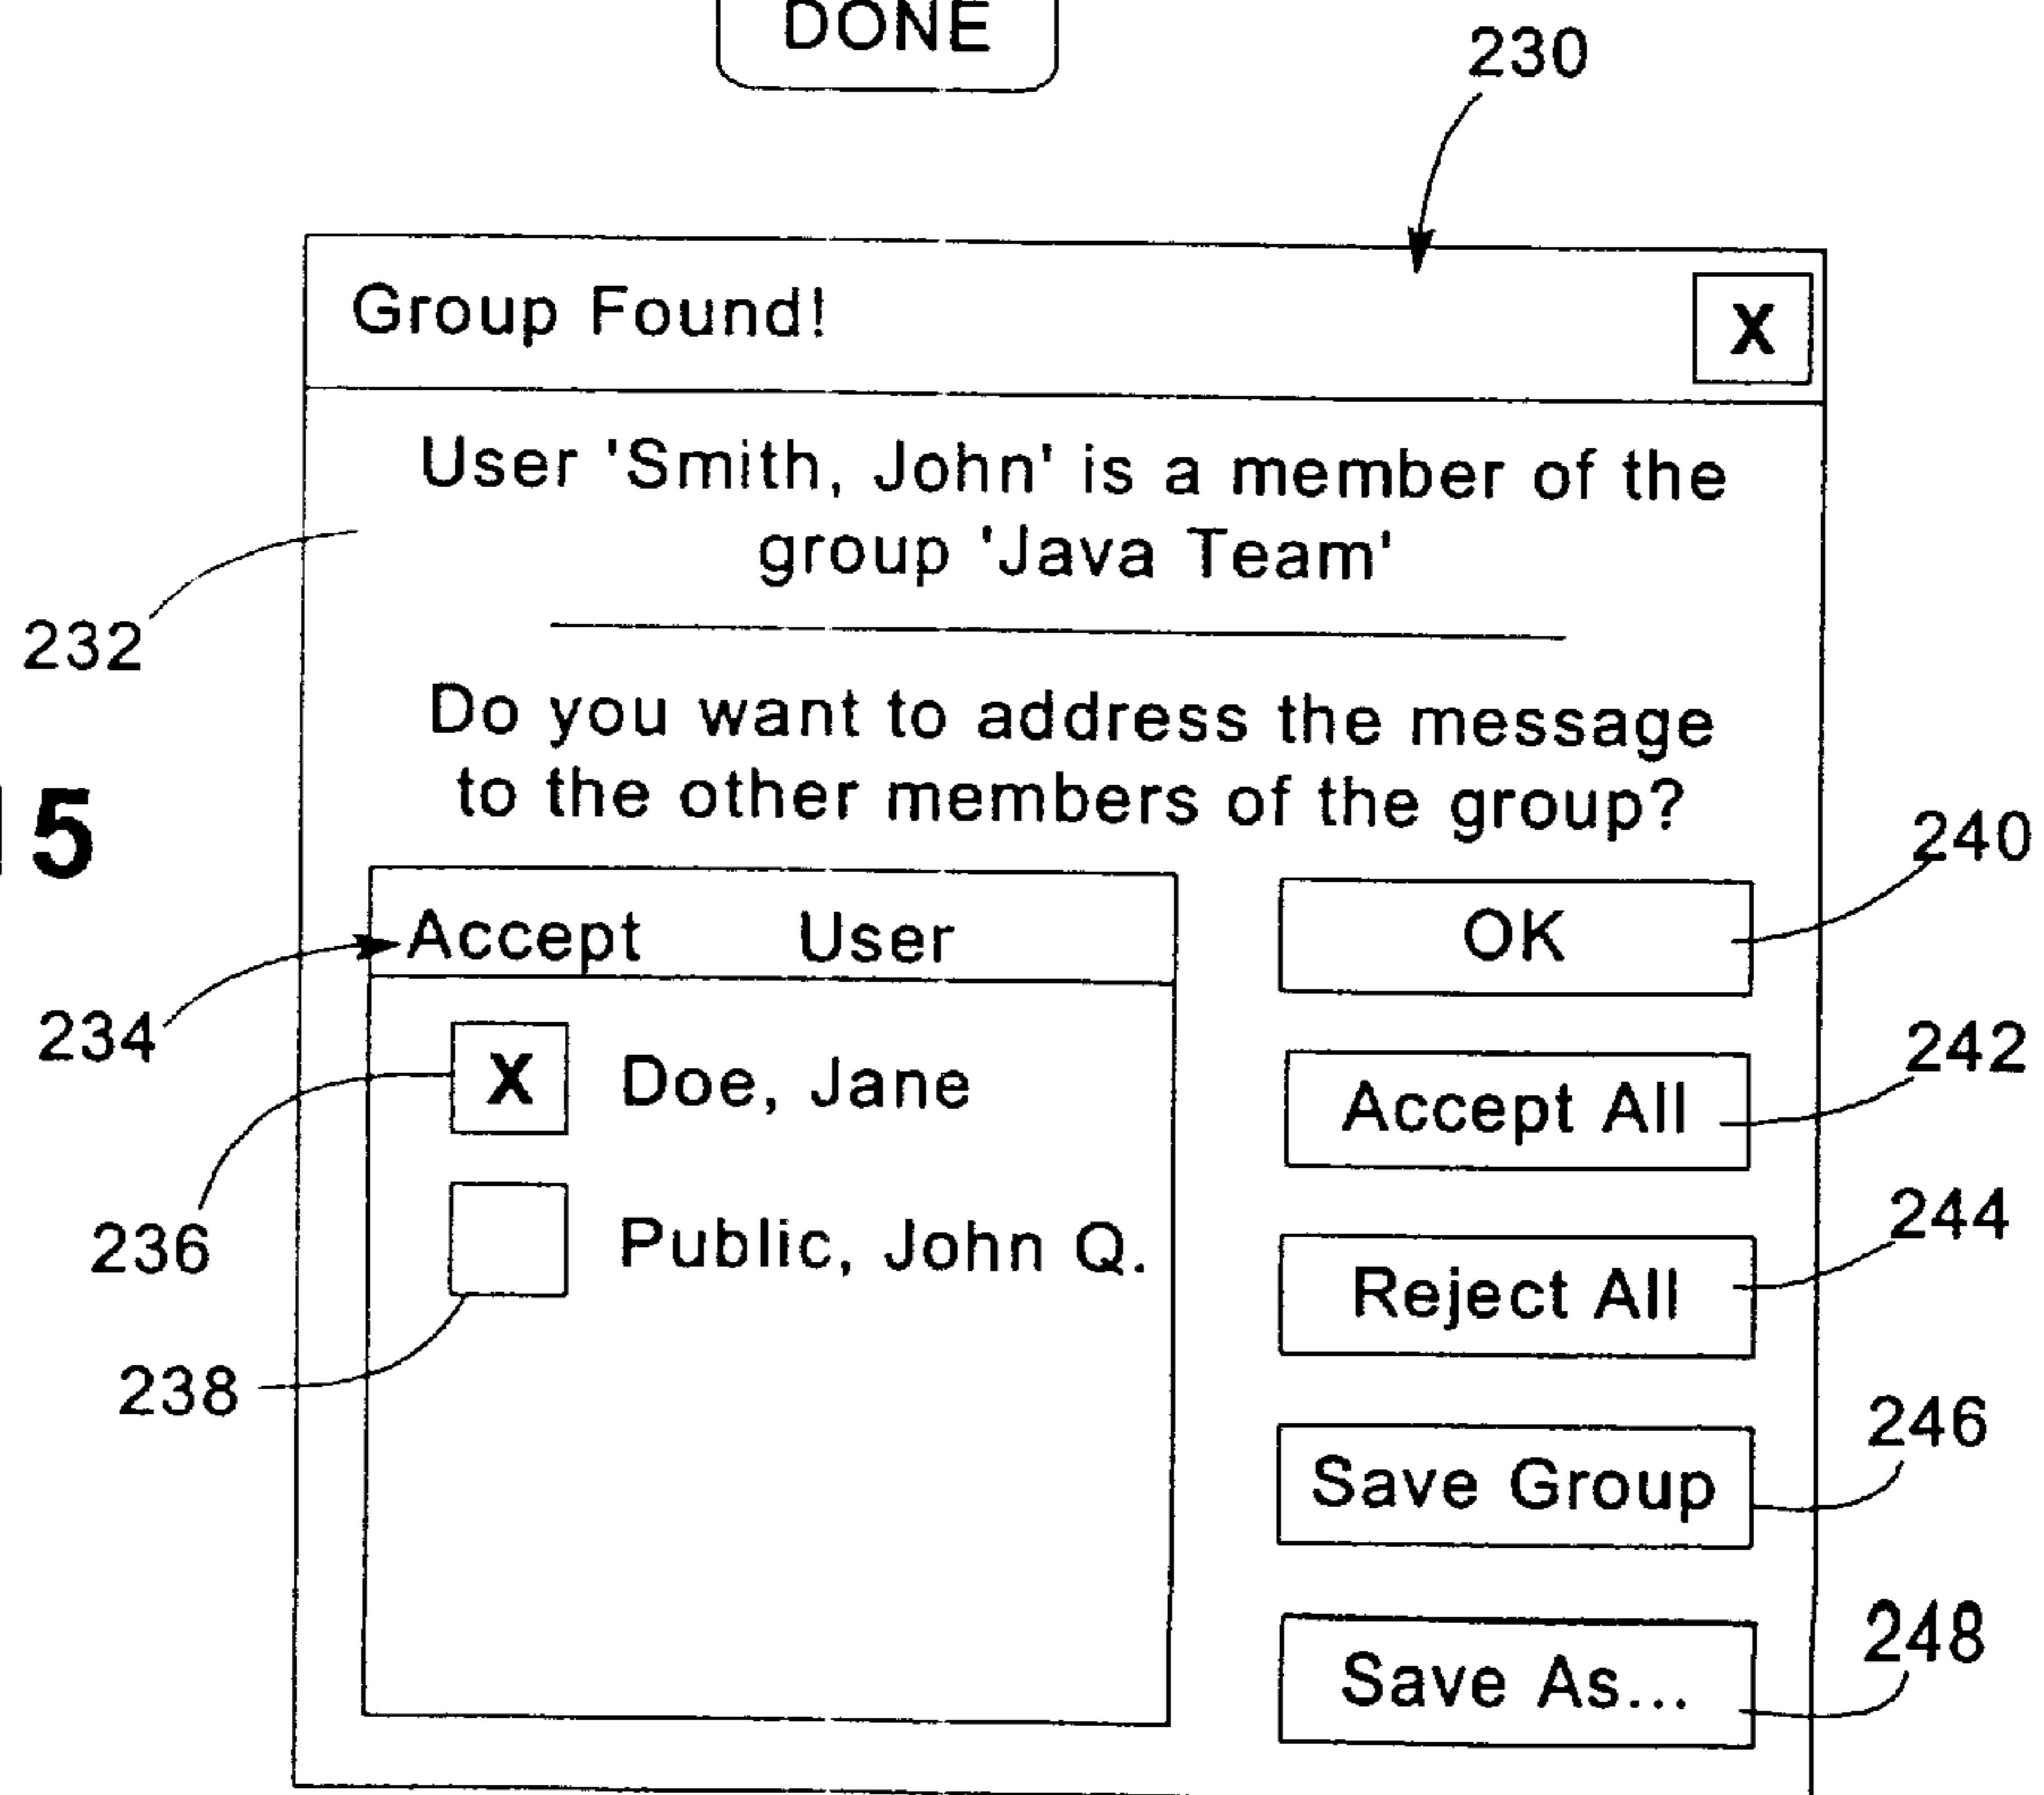 DONE
230
Group Found! X
User 'Smith, John' is a member of the
group 'Java Team'
232
Do you want to address the message
to the other members of the group?
5
240
Accept User
OK
234
242
X Doe, Jane
Accept All
236
244
Public, John Q.
Reject All
238
246
Save Group
248
Save As...